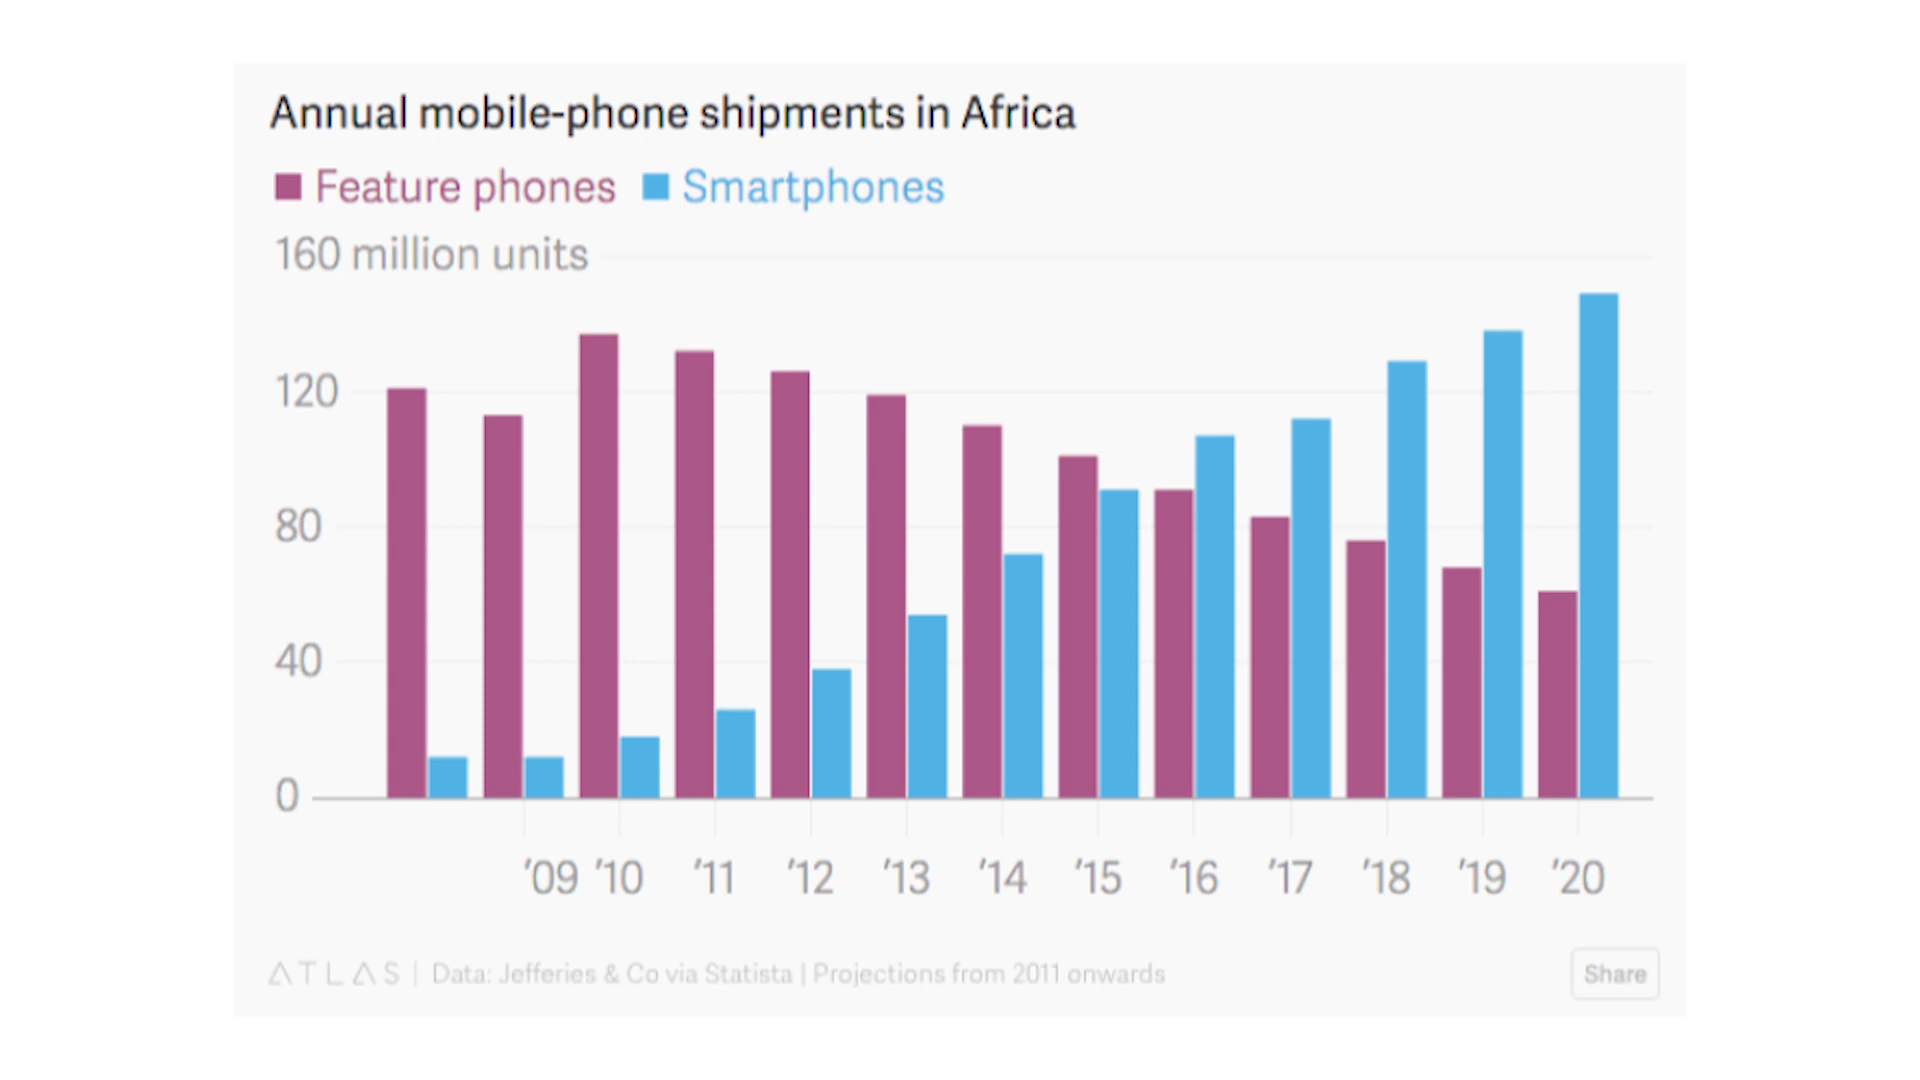 Annual mobile-phone shipments in Africa
Feature phones Smartphones
160 million units
120
80
40
0
’09 ’10 ’11 ’12 ’13 ’14 ’15 ’16 ’17 ’18 ’19 ’20
ATLAS | Data: Jefferies & Co via Statista | Projections from 2011 onwards
Share